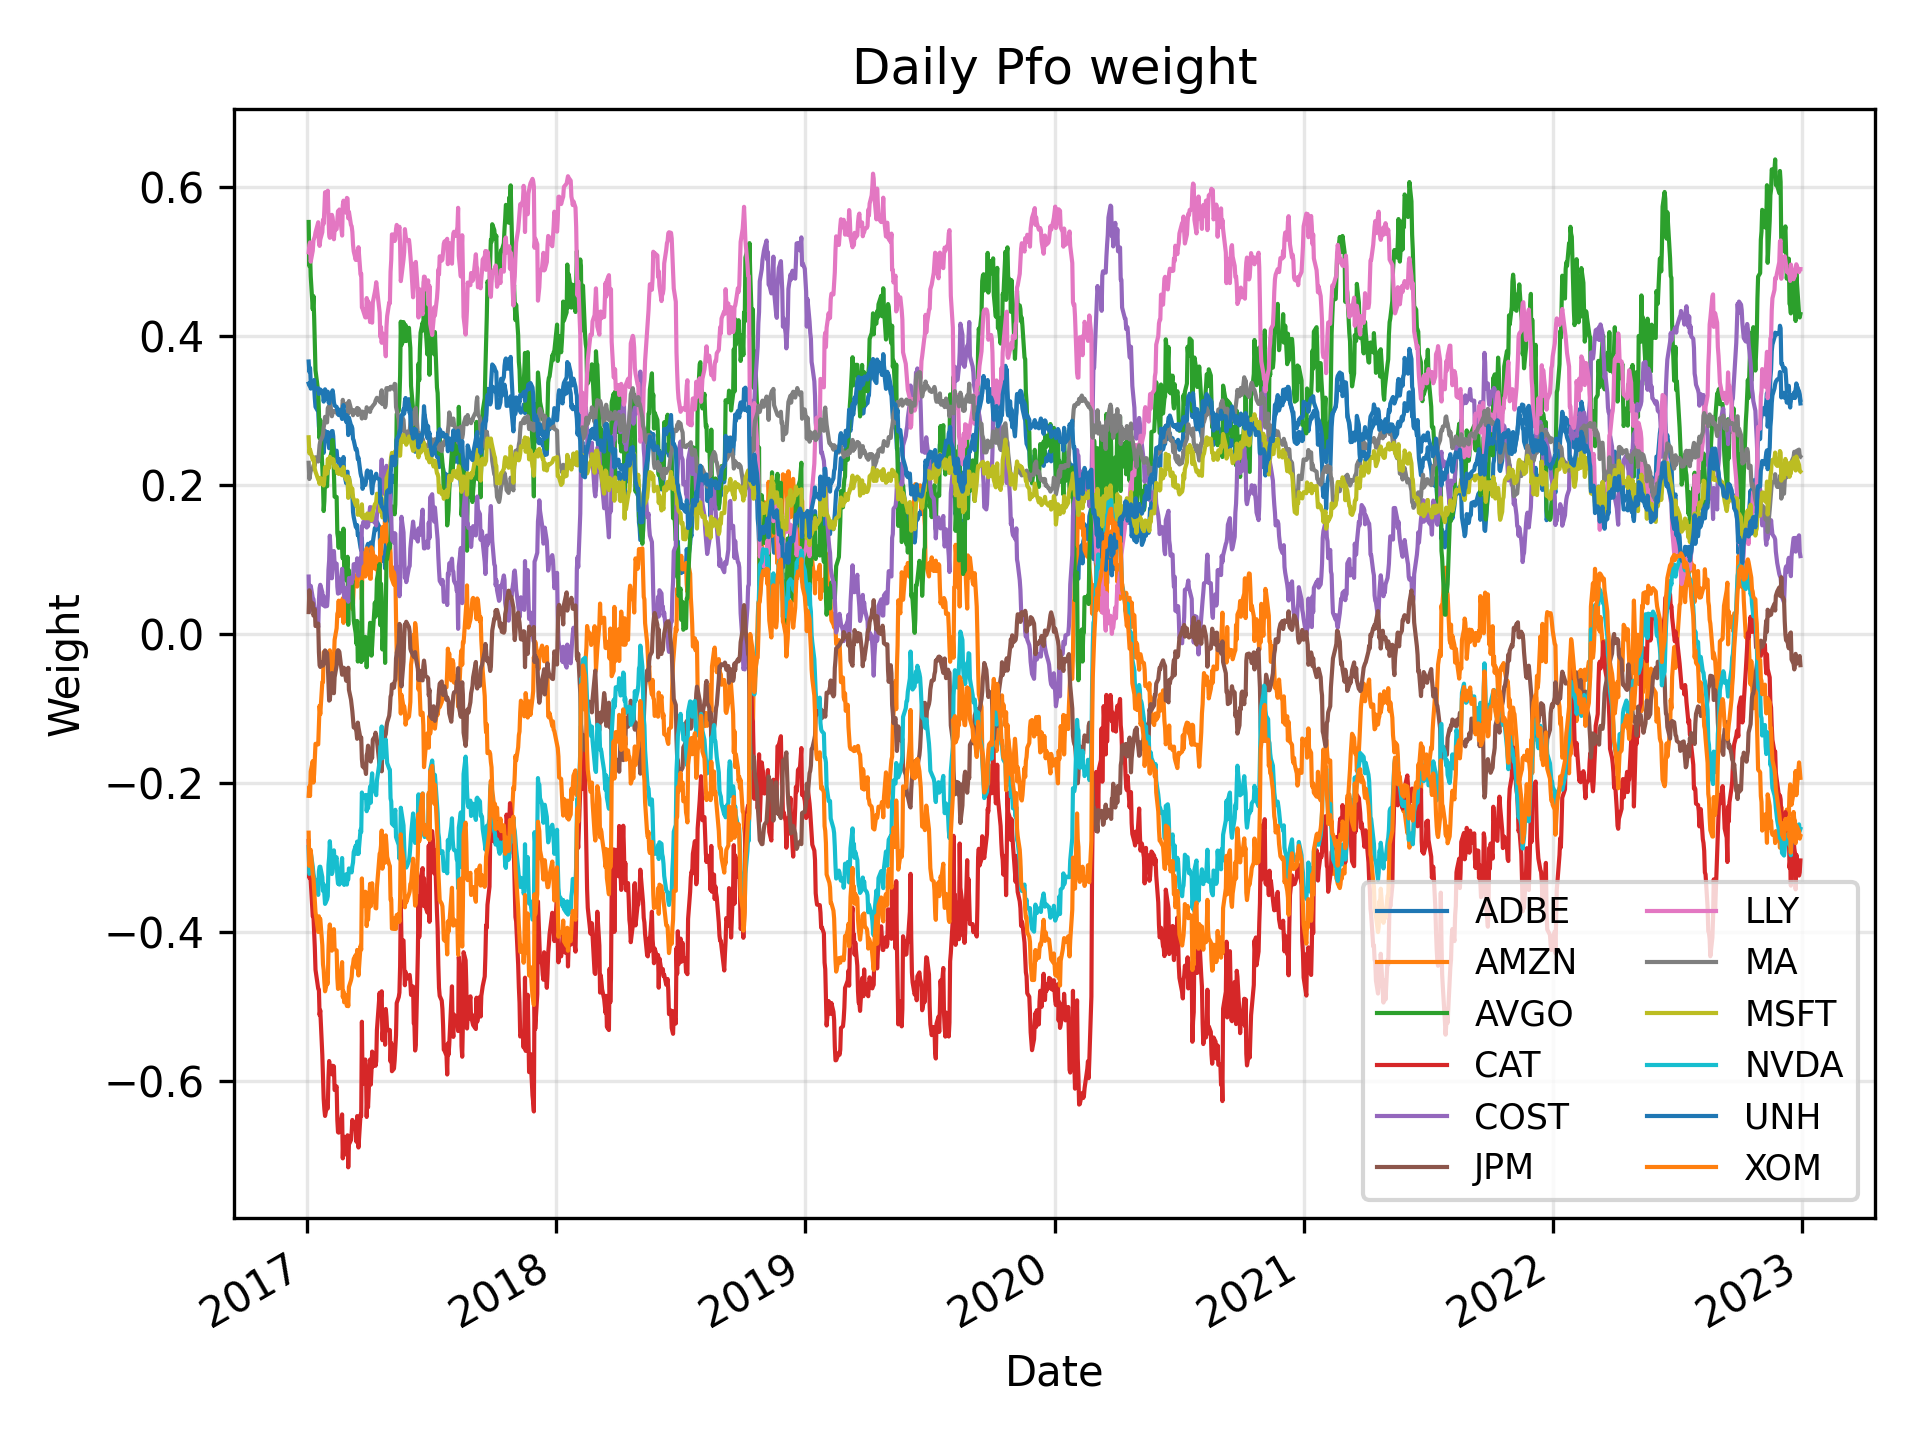 Daily Pfo weight
Weight
0.6
0.4
0.2
0.0
−0.2
−0.4
−0.6
ADBE
AMZN
AVGO
CAT
COST
JPM
LLY
MA
MSFT
NVDA
UNH
XOM
2017
2018
2019
2020
2021
2022
2023
Date